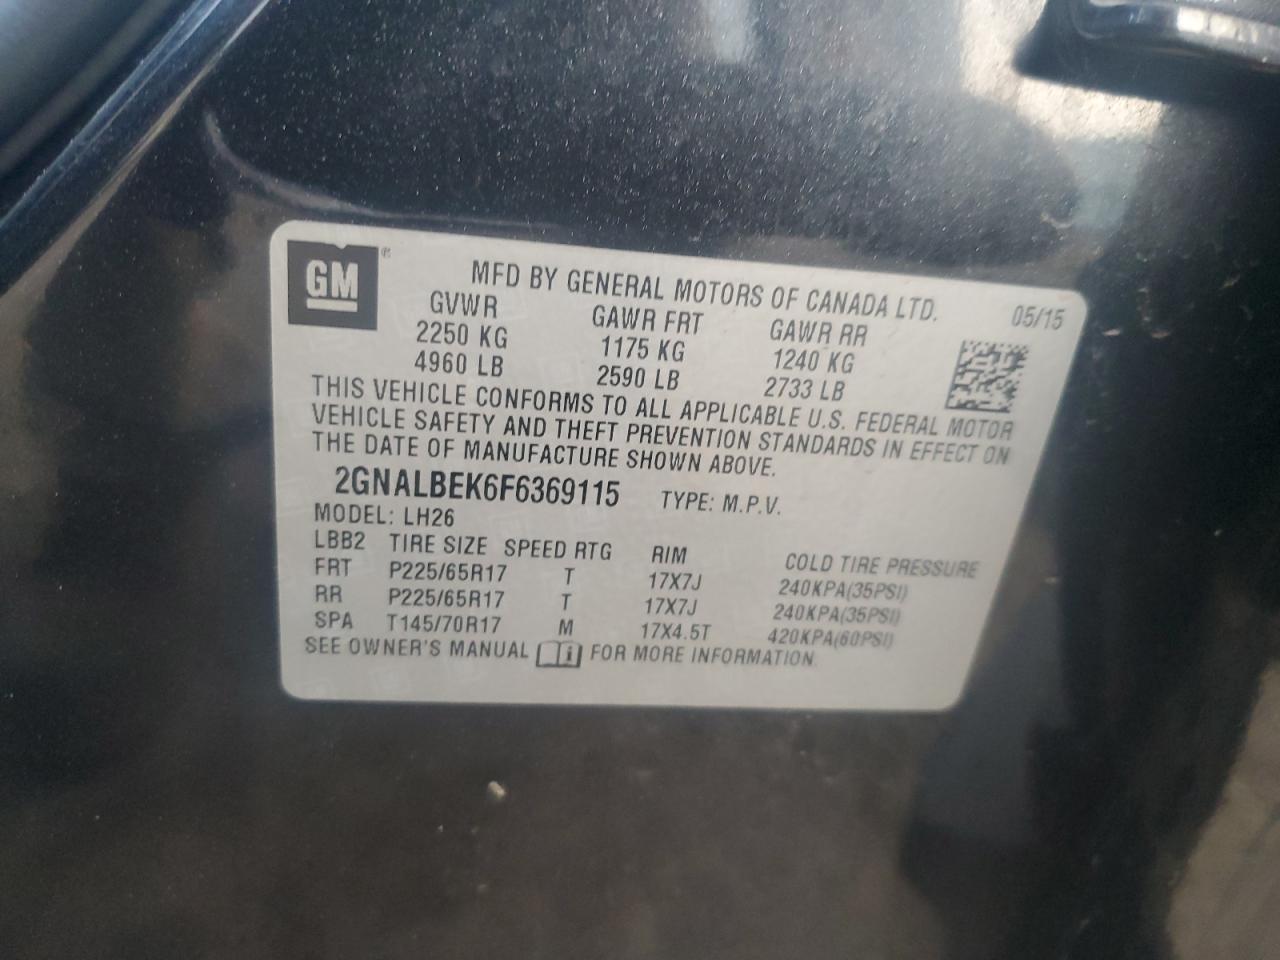 GM ®
MFD BY GENERAL MOTORS OF CANADA LTD.
05/15
GVWR GAWR FRT GAWR RR
2250 KG 1175 KG 1240 KG
4960 LB 2590 LB 2733 LB
THIS VEHICLE CONFORMS TO ALL APPLICABLE U.S. FEDERAL MOTOR
VEHICLE SAFETY AND THEFT PREVENTION STANDARDS IN EFFECT ON
THE DATE OF MANUFACTURE SHOWN ABOVE.
2GNALBEK6F6369115 TYPE: M.P.V.
MODEL: LH26
LBB2 TIRE SIZE SPEED RTG RIM COLD TIRE PRESSURE
FRT P225/65R17 T 17X7J 240KPA(35PSI)
RR P225/65R17 T 17X7J 240KPA(35PSI)
SPA T145/70R17 M 17X4.5T 420KPA(60PSI)
SEE OWNER'S MANUAL i FOR MORE INFORMATION.